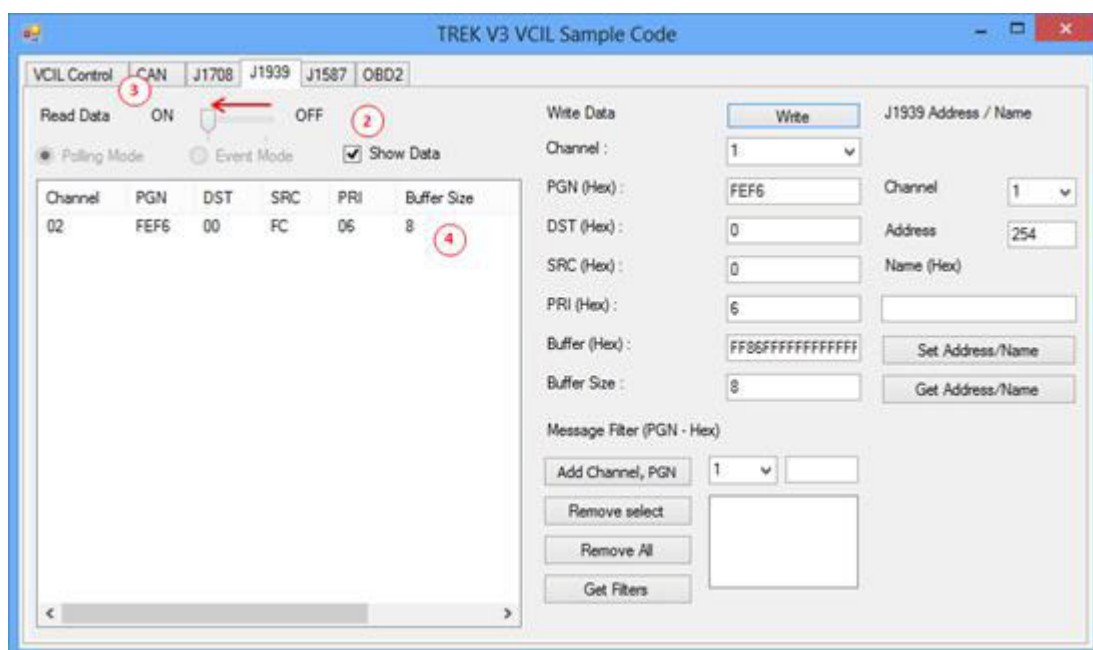 TREK V3 VCIL Sample Code
VCIL Control CAN J1708 J1939 J1587 OBD2
3
Read Data ON OFF
2
Polling Mode Event Mode Show Data
Channel PGN DST SRC PRI Buffer Size
02 FEF6 00 FC 06 8
4
Write Data Write
Channel : 1
PGN (Hex) : FEF6
DST (Hex) : 0
SRC (Hex) : 0
PRI (Hex) : 6
Buffer (Hex) : FF86FFFFFFFFFFFF
Buffer Size : 8
Message Filter (PGN - Hex)
Add Channel, PGN 1
Remove select
Remove All
Get Filters
J1939 Address / Name
Channel 1
Address 254
Name (Hex)
Set Address/Name
Get Address/Name